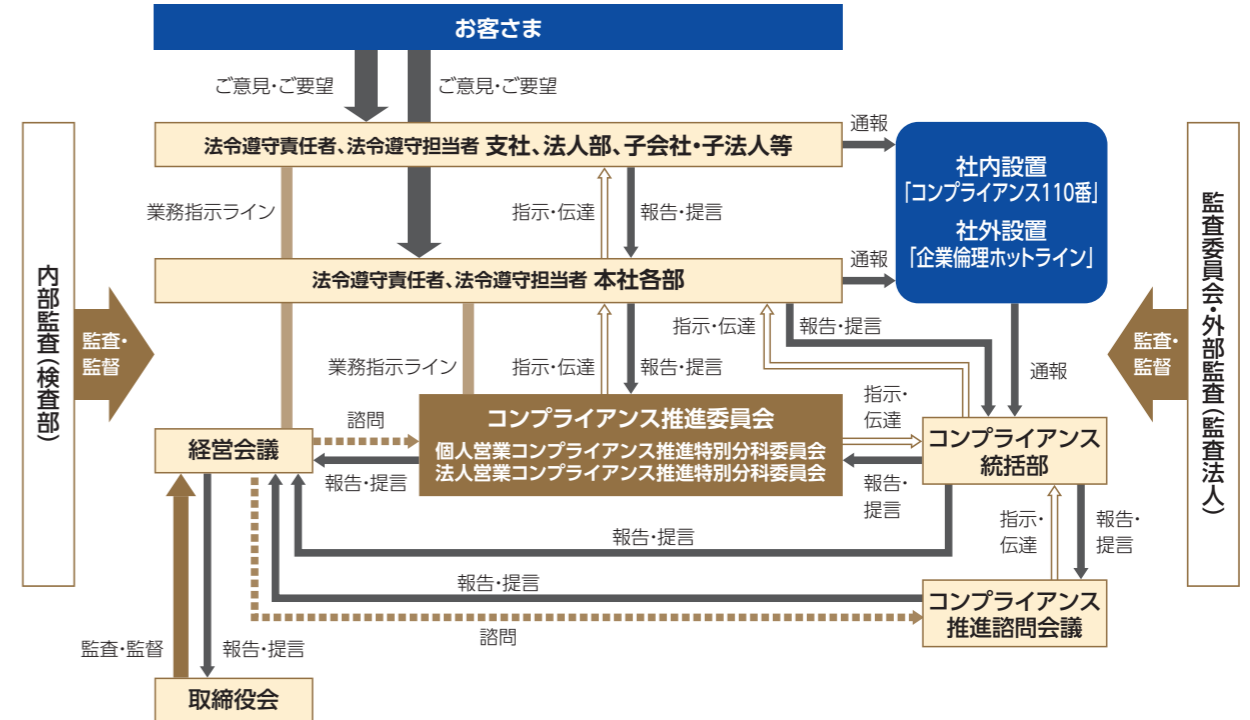 お客さま
ご意見・ご要望
ご意見・ご要望
法令遵守責任者、法令遵守担当者 支社、法人部、子会社・子法人等
通報
社内設置
「コンプライアンス110番」
社外設置
「企業倫理ホットライン」
業務指示ライン
指示・伝達
報告・提言
法令遵守責任者、法令遵守担当者 本社各部
通報
内部監査（検査部）
監査・
監督
監査委員会・外部監査（監査法人）
監査・
監督
業務指示ライン
指示・伝達
報告・提言
指示・伝達
報告・提言
通報
経営会議
諮問
報告・提言
コンプライアンス推進委員会
個人営業コンプライアンス推進特別分科委員会
法人営業コンプライアンス推進特別分科委員会
指示・
伝達
報告・
提言
コンプライアンス
統括部
報告・提言
指示・
伝達
報告・
提言
報告・提言
諮問
コンプライアンス
推進諮問会議
監査・監督
報告・提言
取締役会